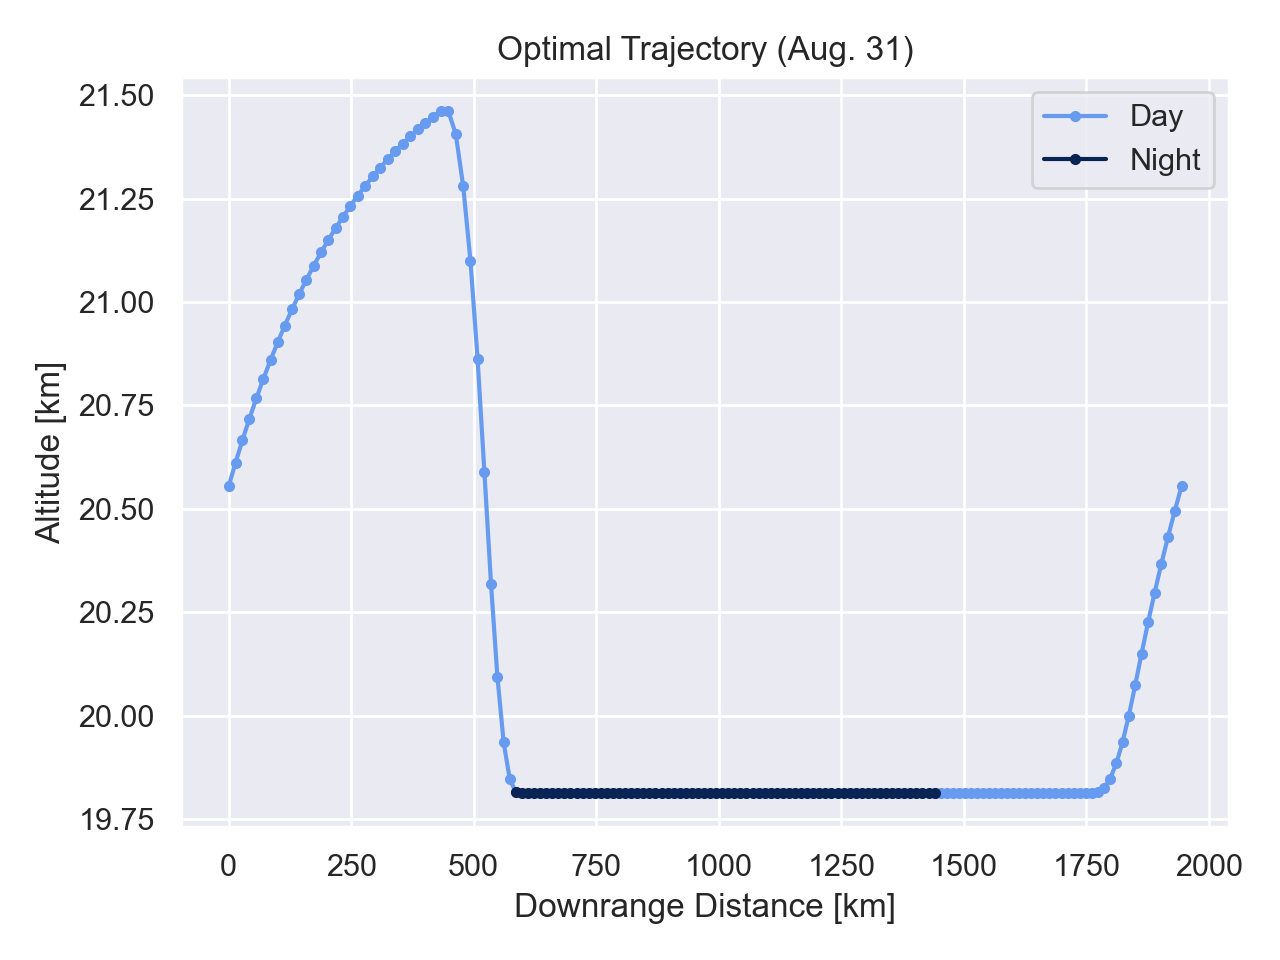 Optimal Trajectory (Aug. 31)
Day
Night
21.50
21.25
21.00
20.75
20.50
20.25
20.00
19.75
Altitude [km]
0 250 500 750 1000 1250 1500 1750 2000
Downrange Distance [km]